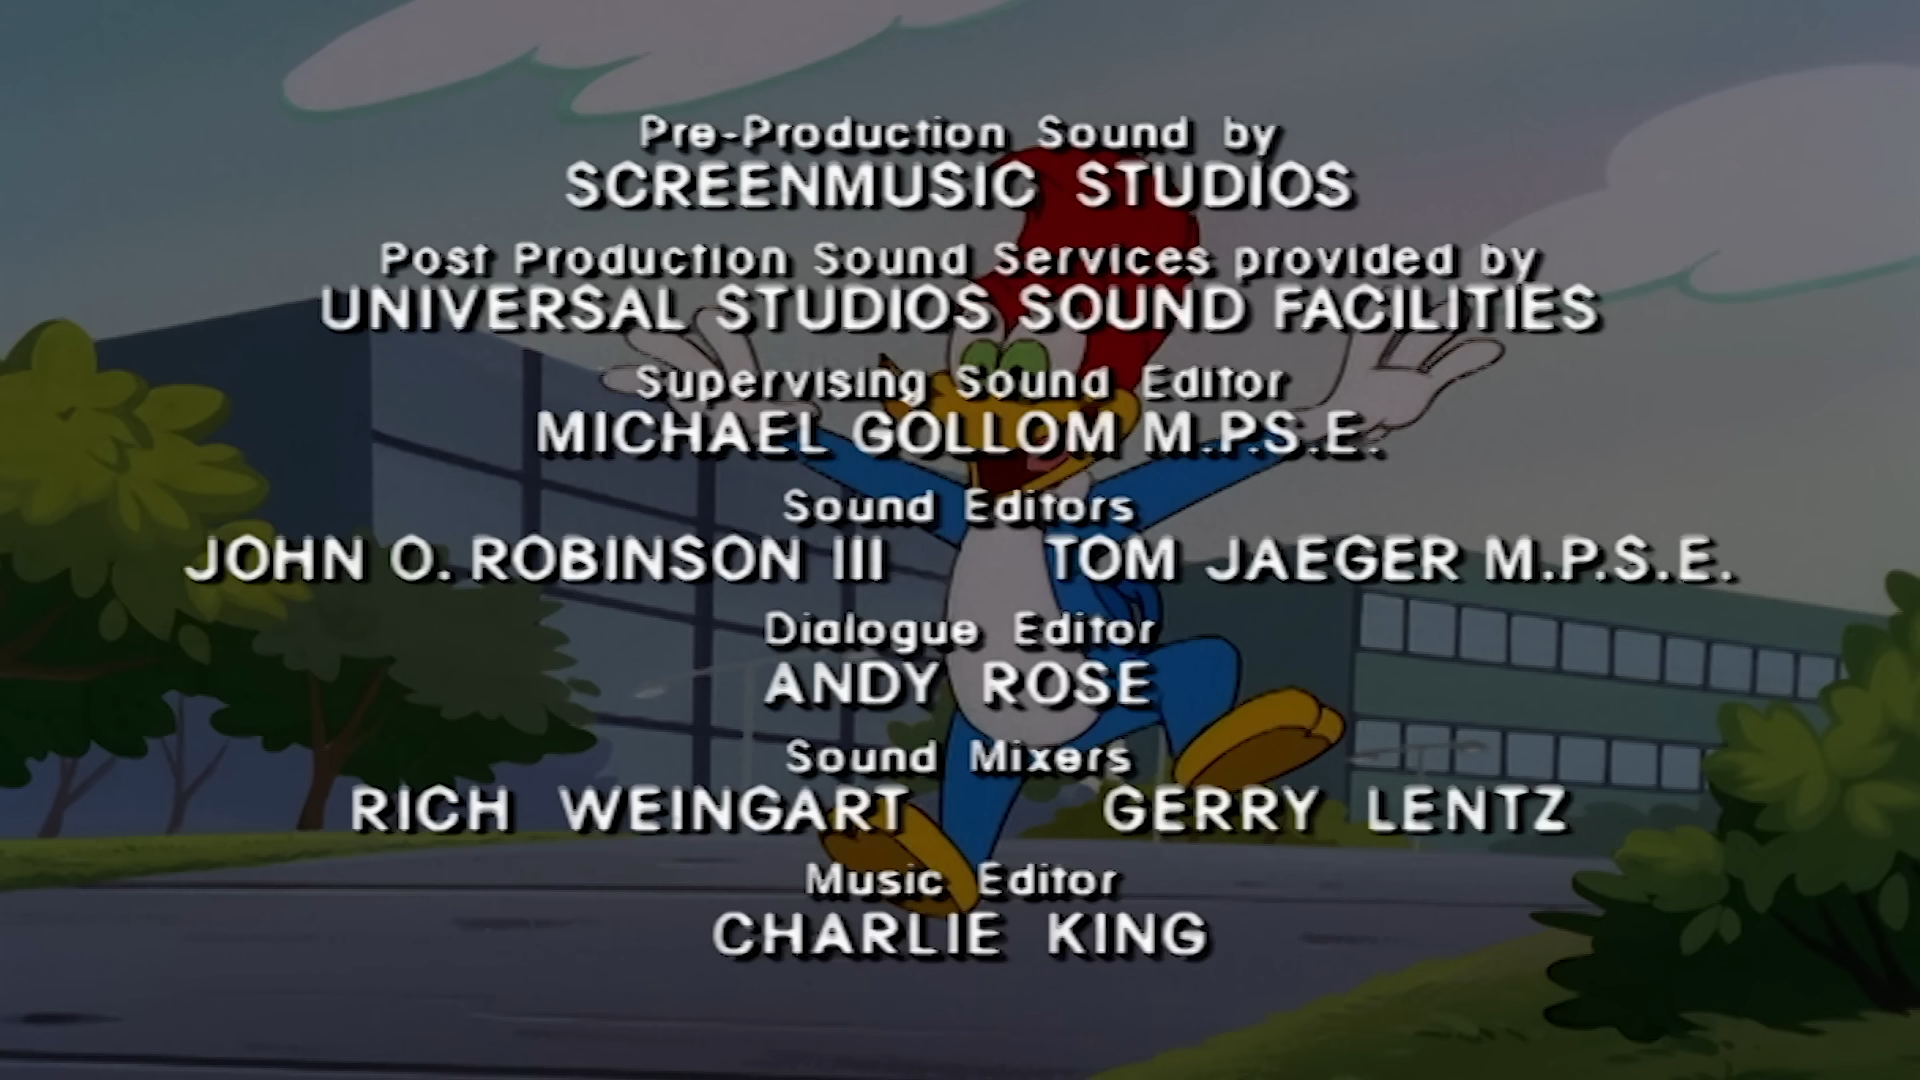 Pre-Production Sound by
SCREENMUSIC STUDIOS
Post Production Sound Services provided by
UNIVERSAL STUDIOS SOUND FACILITIES
Supervising Sound Editor
MICHAEL GOLLOM M.P.S.E.
Sound Editors
JOHN O. ROBINSON III TOM JAEGER M.P.S.E.
Dialogue Editor
ANDY ROSE
Sound Mixers
RICH WEINGART GERRY LENTZ
Music Editor
CHARLIE KING